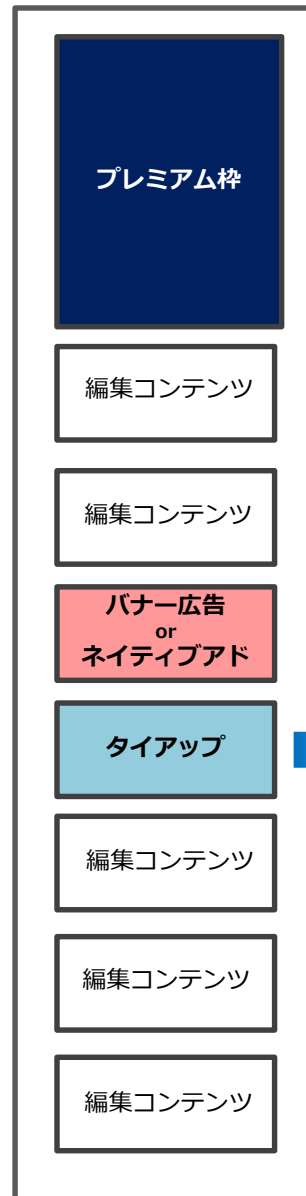 プレミアム枠
編集コンテンツ
編集コンテンツ
バナー広告
or
ネイティブアド
タイアップ
編集コンテンツ
編集コンテンツ
編集コンテンツ